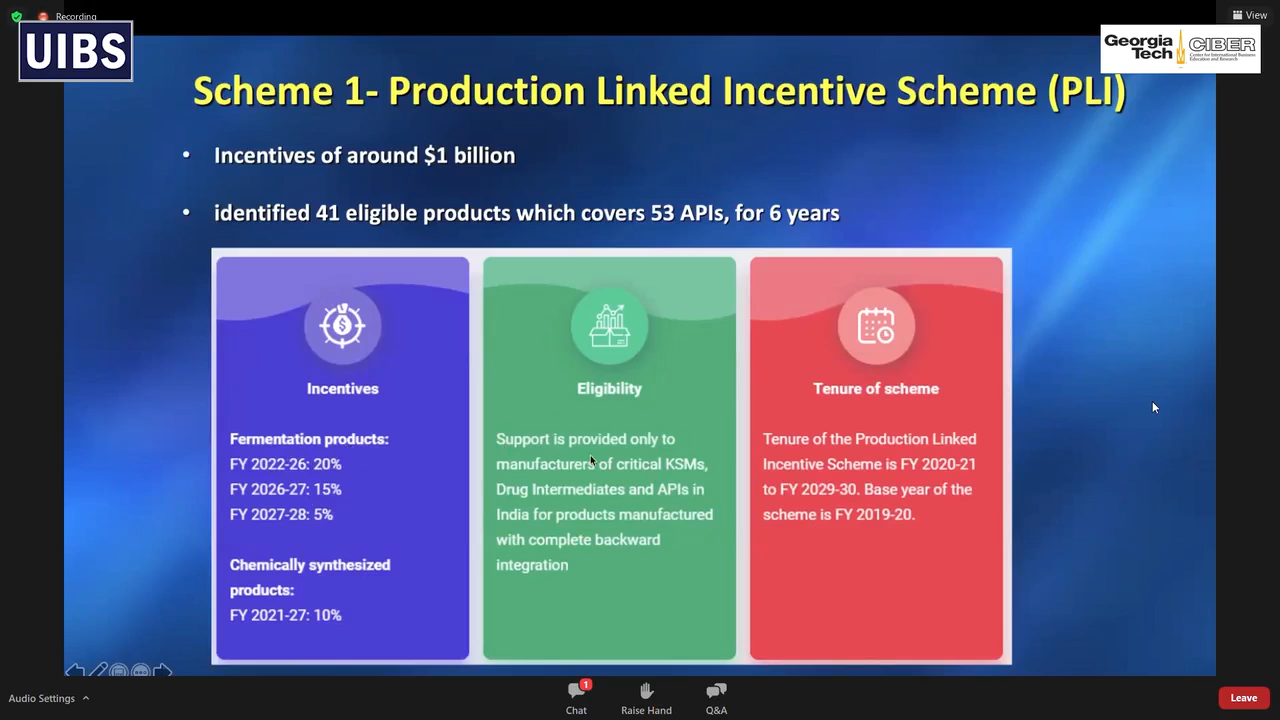 Recording
View
UIBS
Georgia Tech
CIBER
Center for International Business
Education and Research
Scheme 1- Production Linked Incentive Scheme (PLI)
• Incentives of around $1 billion
• identified 41 eligible products which covers 53 APIs, for 6 years
Incentives
Fermentation products:
FY 2022-26: 20%
FY 2026-27: 15%
FY 2027-28: 5%
Chemically synthesized
products:
FY 2021-27: 10%
Eligibility
Support is provided only to
manufacturers of critical KSMs,
Drug Intermediates and APIs in
India for products manufactured
with complete backward
integration
Tenure of scheme
Tenure of the Production Linked
Incentive Scheme is FY 2020-21
to FY 2029-30. Base year of the
scheme is FY 2019-20.
Audio Settings
1
Chat
Raise Hand
Q&A
Leave